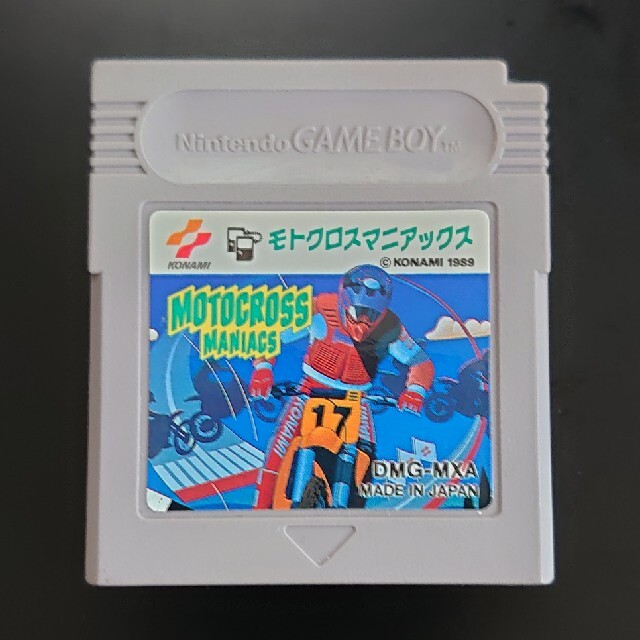 Nintendo GAME BOY TM
KONAMI
モトクロスマニアックス
© KONAMI 1989
MOTOCROSS
MANIACS
17
KONAMI
DMG-MXA
MADE IN JAPAN